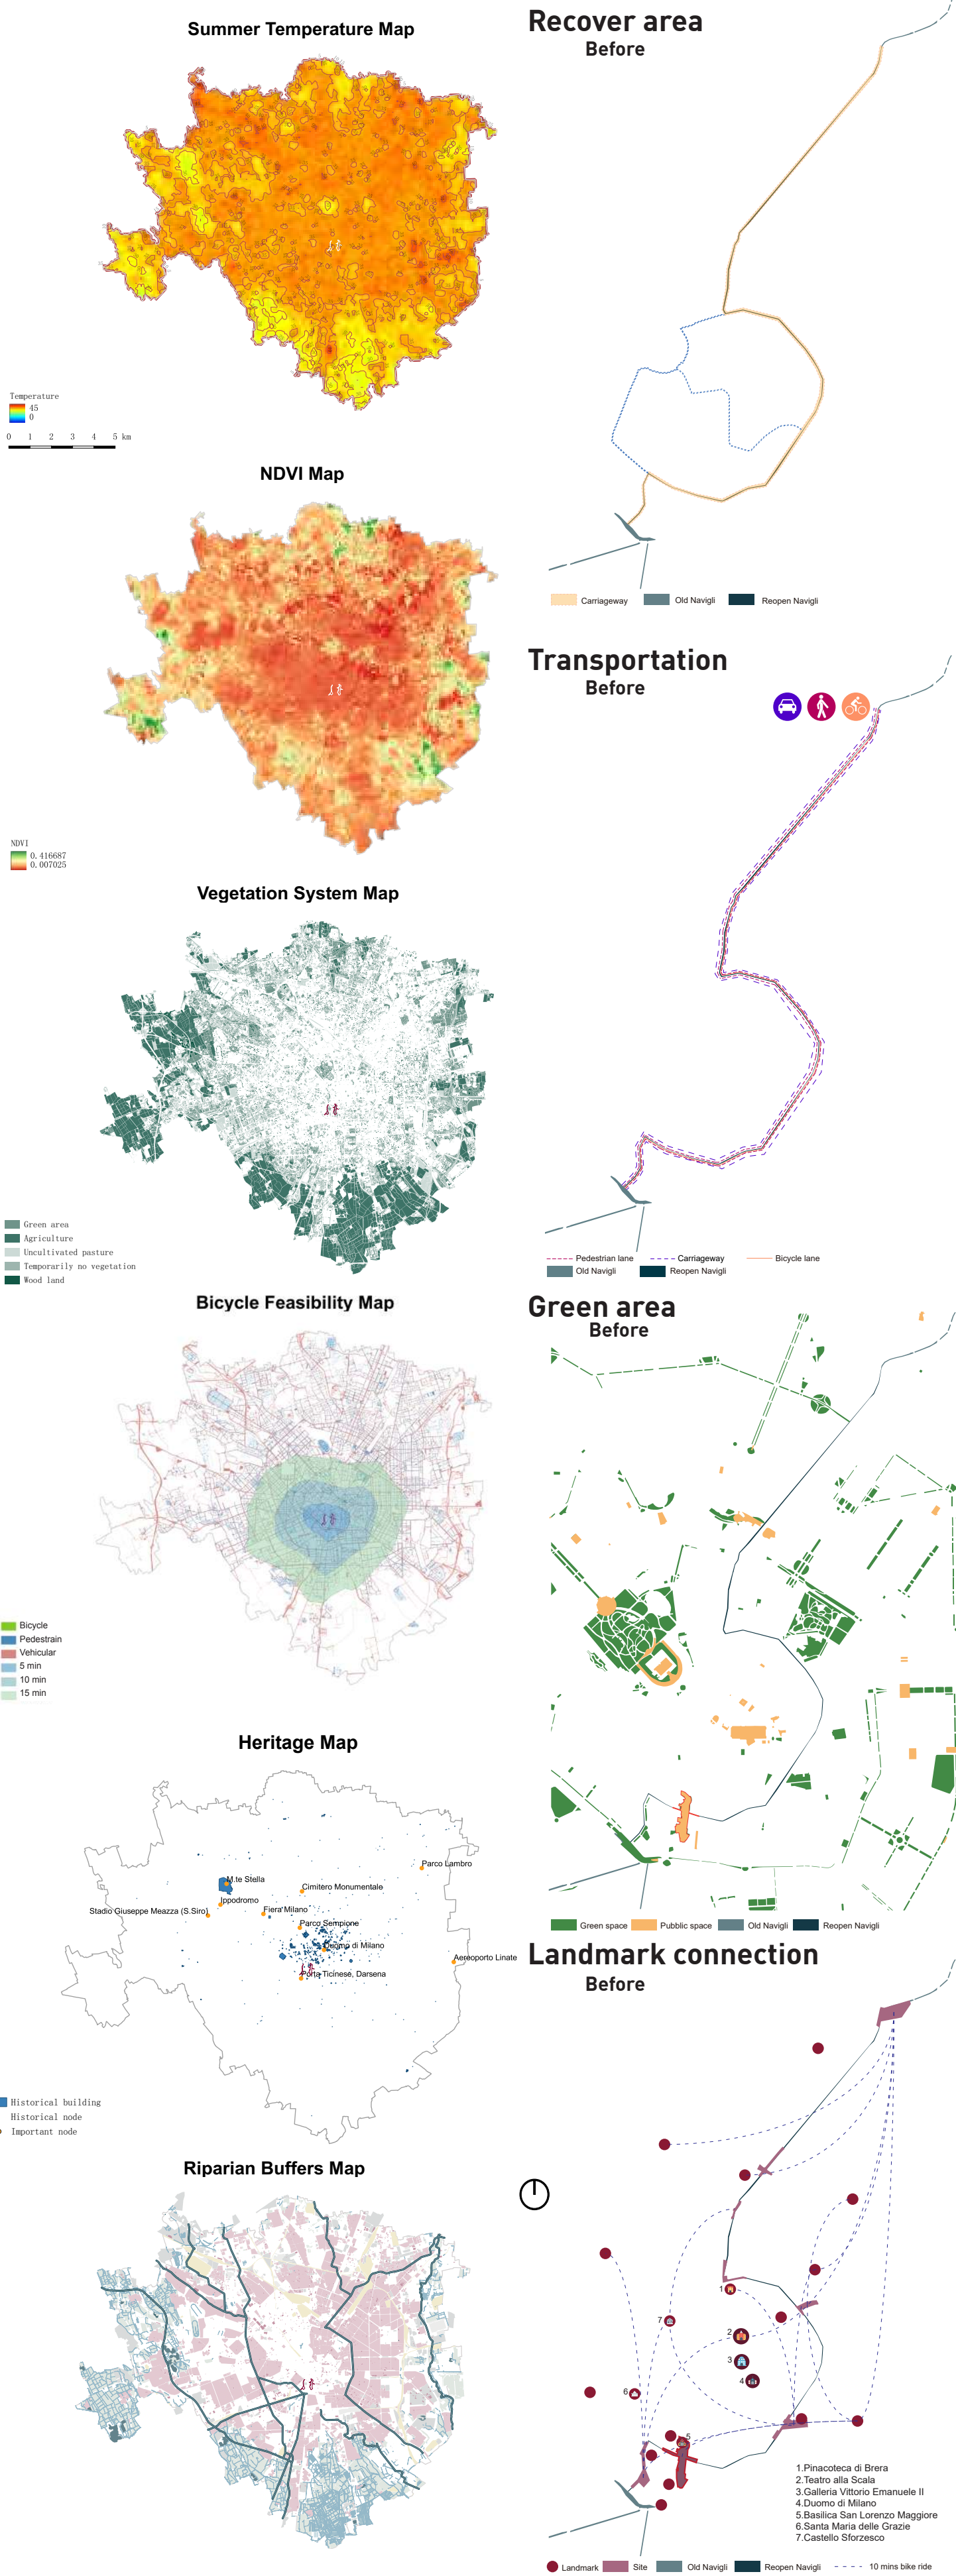 Summer Temperature Map
Temperature
45
0
0 1 2 3 4 5 km
NDVI Map
NDVI
0.416687
0.007025
Vegetation System Map
Green area
Agriculture
Uncultivated pasture
Temporarily no vegetation
Wood land
Bicycle Feasibility Map
Bicycle
Pedestrain
Vehicular
5 min
10 min
15 min
Heritage Map
Parco Lambro
M.te Stella
Cimitero Monumentale
Ippodromo
Stadio Giuseppe Meazza (S.Siro)
Fiera Milano
Parco Sempione
Duomo di Milano
Aereoporto Linate
Porta Ticinese, Darsena
Historical building
Historical node
Important node
Riparian Buffers Map
Recover area
Before
Carriageway Old Navigli Reopen Navigli
Transportation
Before
Pedestrian lane Carriageway Bicycle lane
Old Navigli Reopen Navigli
Green area
Before
Green space Pubblic space Old Navigli Reopen Navigli
Landmark connection
Before
1
7
2
3
4
6
5
1.Pinacoteca di Brera
2.Teatro alla Scala
3.Galleria Vittorio Emanuele II
4.Duomo di Milano
5.Basilica San Lorenzo Maggiore
6.Santa Maria delle Grazie
7.Castello Sforzesco
Landmark Site Old Navigli Reopen Navigli 10 mins bike ride